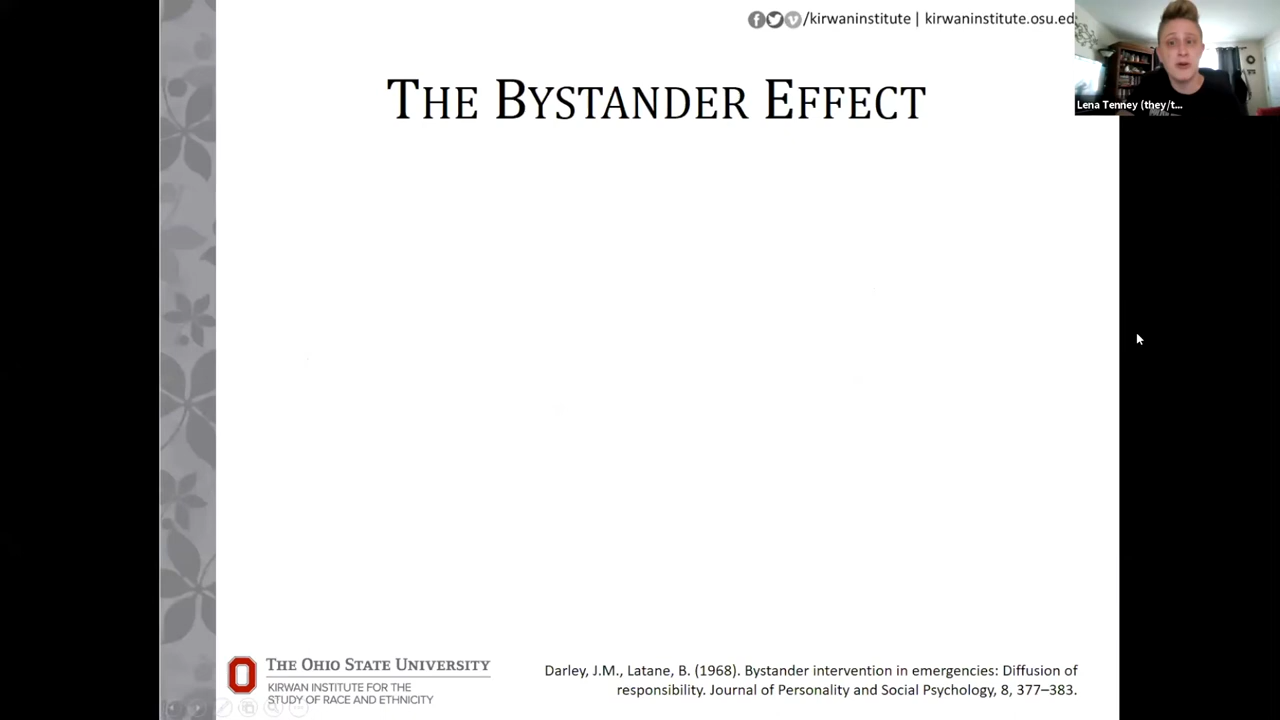 /kirwaninstitute | kirwaninstitute.osu.ed
Lena Tenney (they/t...
THE BYSTANDER EFFECT
THE OHIO STATE UNIVERSITY
KIRWAN INSTITUTE FOR THE
STUDY OF RACE AND ETHNICITY
Darley, J.M., Latane, B. (1968). Bystander intervention in emergencies: Diffusion of
responsibility. Journal of Personality and Social Psychology, 8, 377–383.